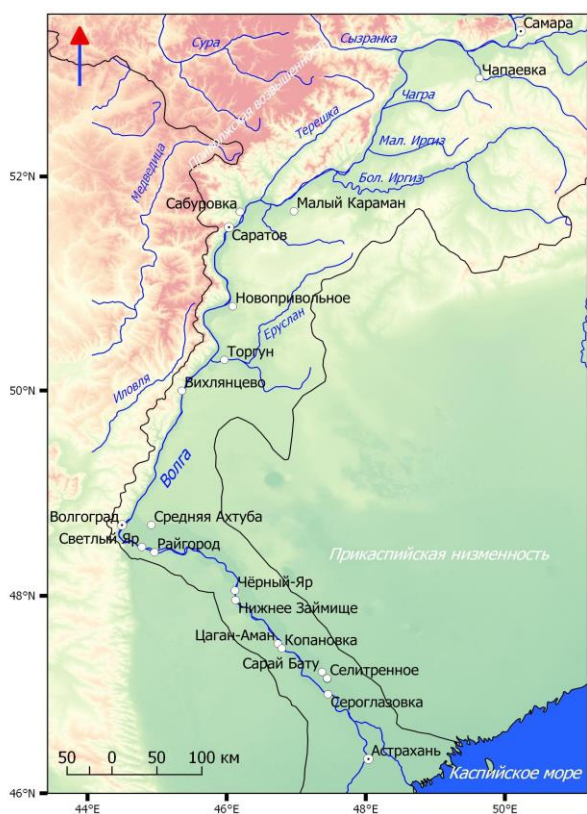 Самара
Сура
Сызранка
Чапаевка
Приволжская возвышенность
Чагра
Терешка
Мал. Иргиз
Медведица
Бол. Иргиз
52°N
Сабуровка
Малый Караман
Саратов
Новопривольное
Еруслан
Торгун
50°N
Вихлянцево
Иловля
Волга
Волгоград
Средняя Ахтуба
Светлый Яр
Райгород
Прикаспийская низменность
Чёрный-Яр
48°N
Нижнее Займище
Цаган-Аман
Копановка
Сарай Бату
Селитренное
Сероглазовка
Астрахань
50 0 50 100 км
Каспийское море
46°N
44°E 46°E 48°E 50°E